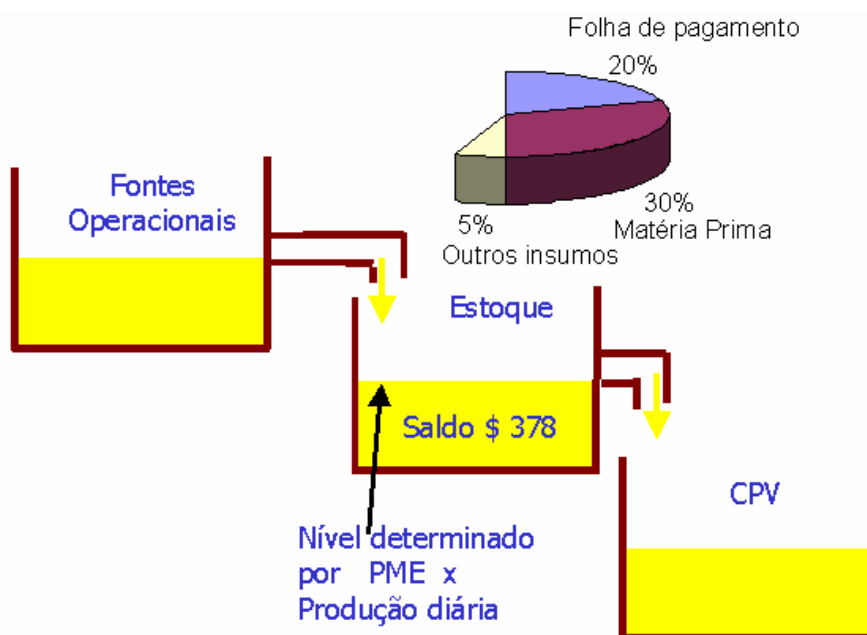 Folha de pagamento
20%
30%
Matéria Prima
5%
Outros insumos
Fontes
Operacionais
Estoque
Saldo $ 378
CPV
Nível determinado
por PME x
Produção diária